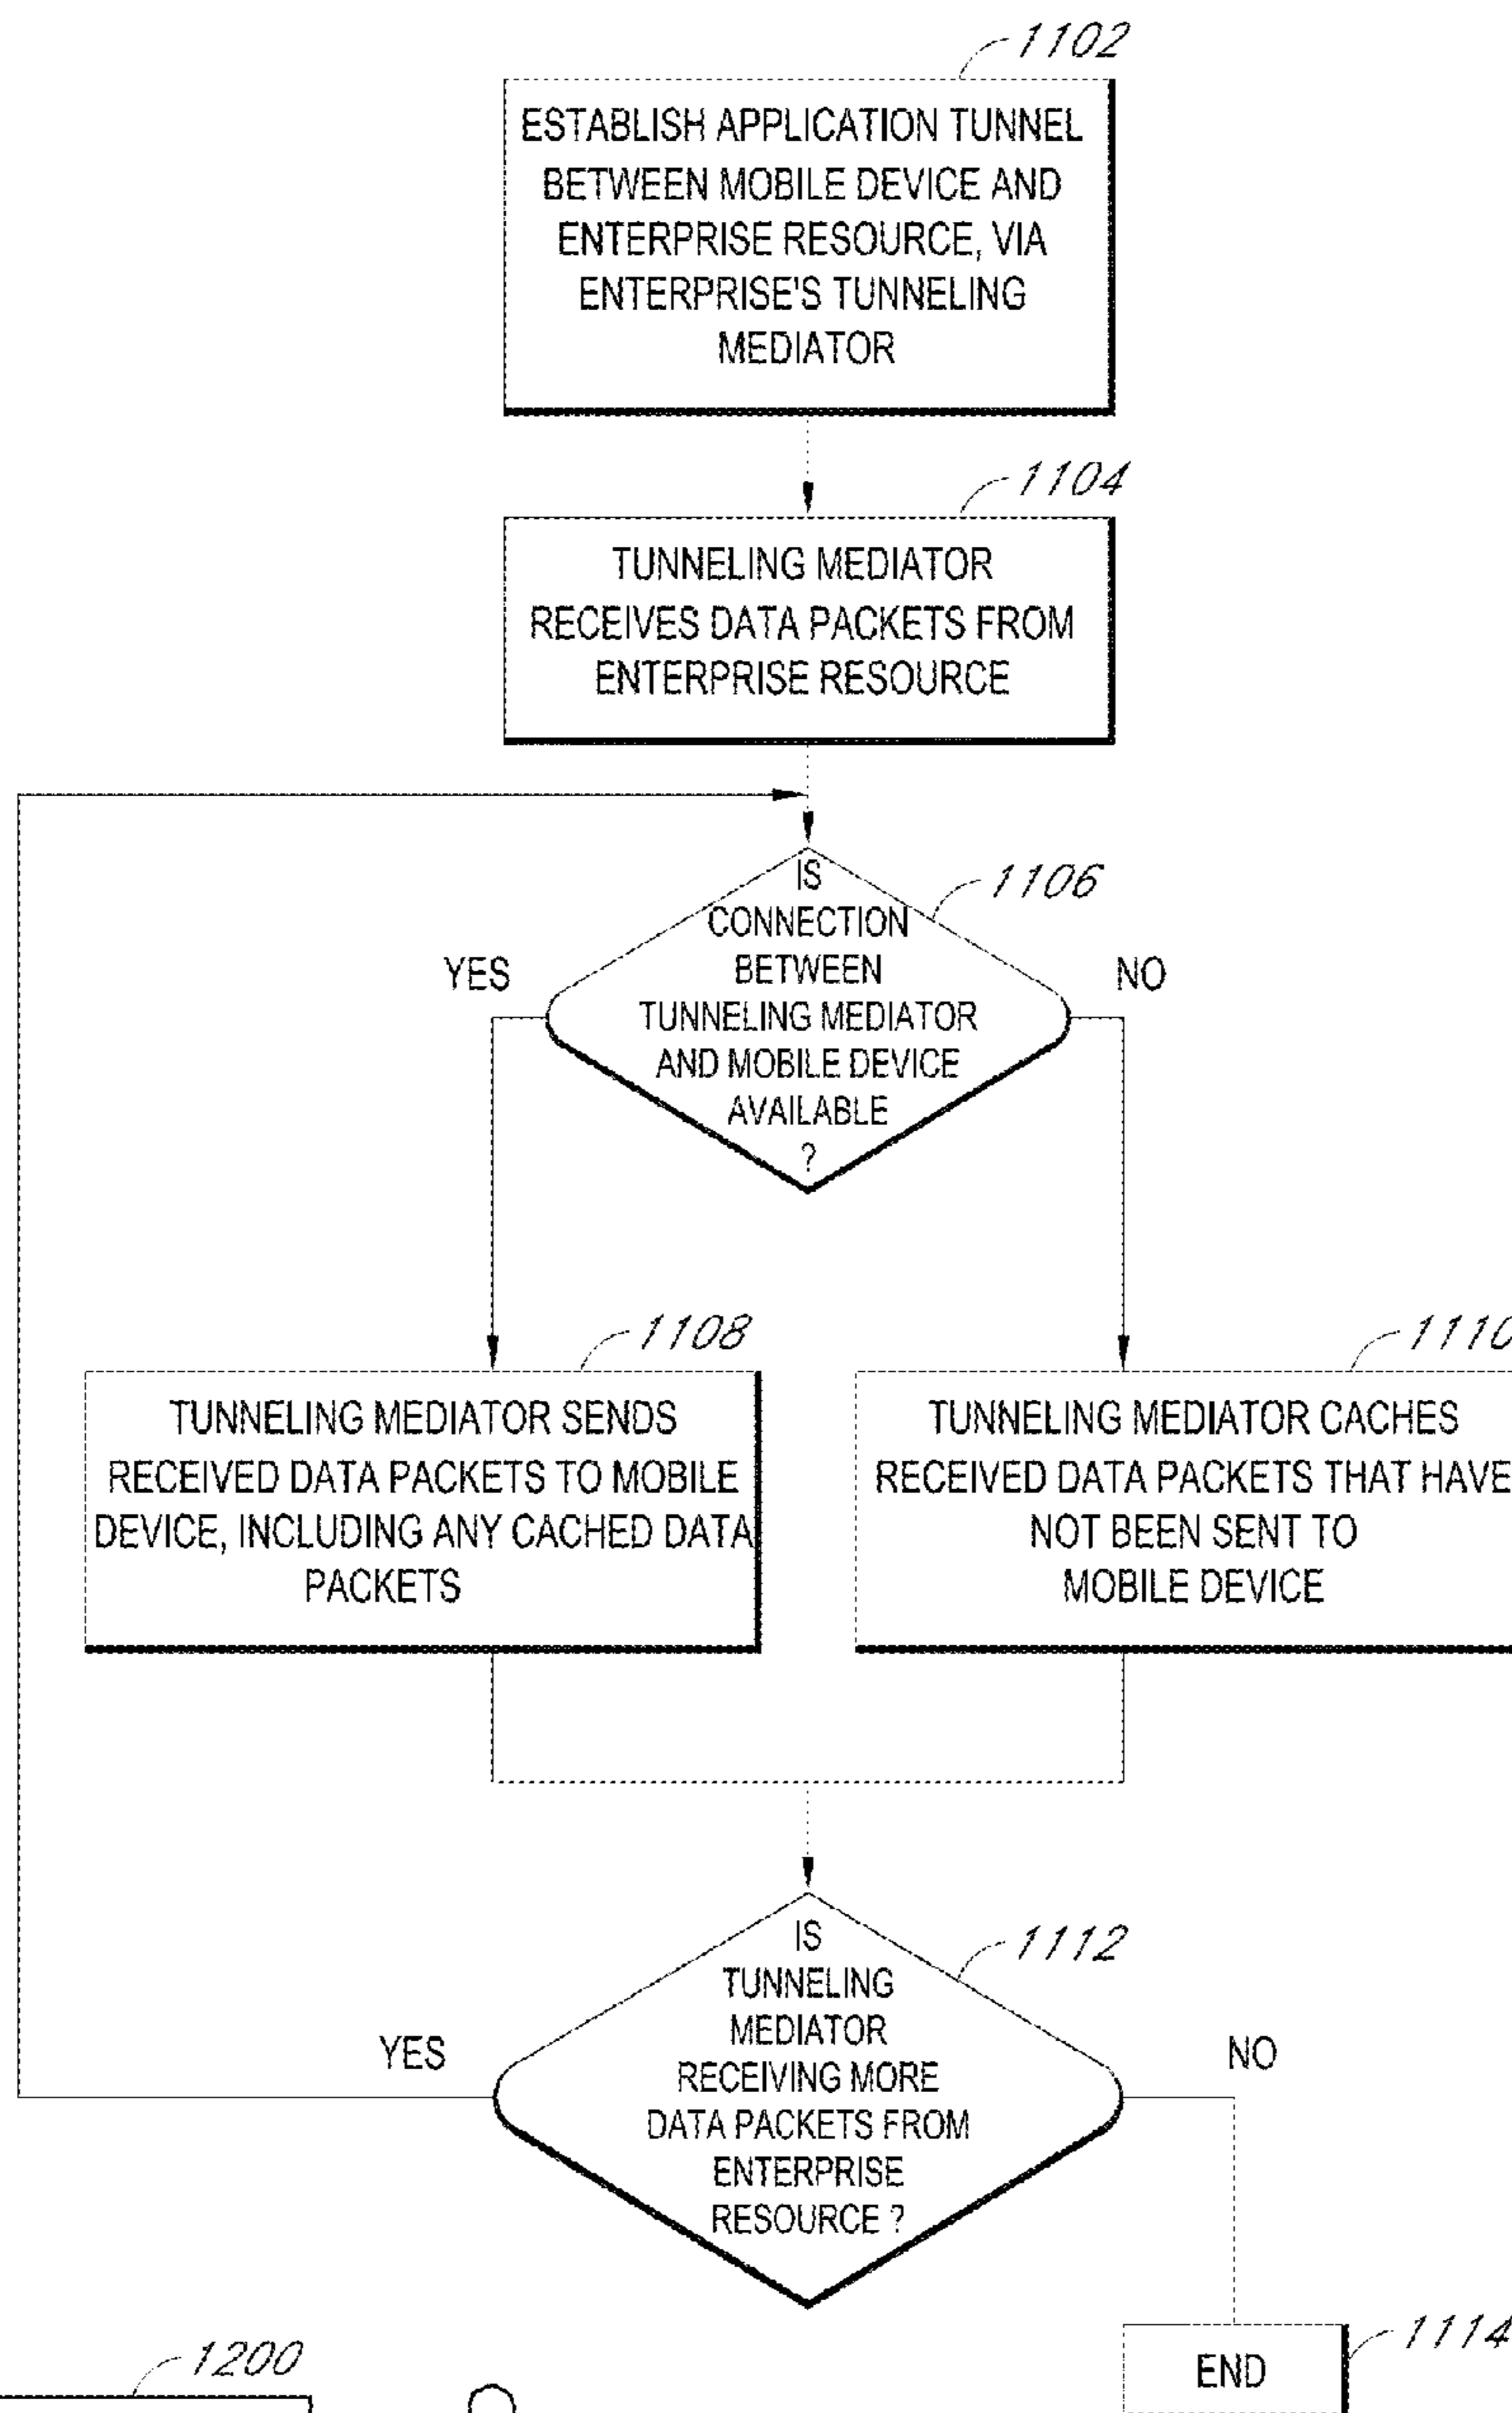 1102
ESTABLISH APPLICATION TUNNEL
BETWEEN MOBILE DEVICE AND
ENTERPRISE RESOURCE, VIA
ENTERPRISE'S TUNNELING
MEDIATOR
1104
TUNNELING MEDIATOR
RECEIVES DATA PACKETS FROM
ENTERPRISE RESOURCE
1106
IS
CONNECTION
BETWEEN
TUNNELING MEDIATOR
AND MOBILE DEVICE
AVAILABLE
?
YES
NO
1108
TUNNELING MEDIATOR SENDS
RECEIVED DATA PACKETS TO MOBILE
DEVICE, INCLUDING ANY CACHED DATA
PACKETS
1110
TUNNELING MEDIATOR CACHES
RECEIVED DATA PACKETS THAT HAVE
NOT BEEN SENT TO
MOBILE DEVICE
1112
IS
TUNNELING
MEDIATOR
RECEIVING MORE
DATA PACKETS FROM
ENTERPRISE
RESOURCE ?
YES
NO
1114
END
1200